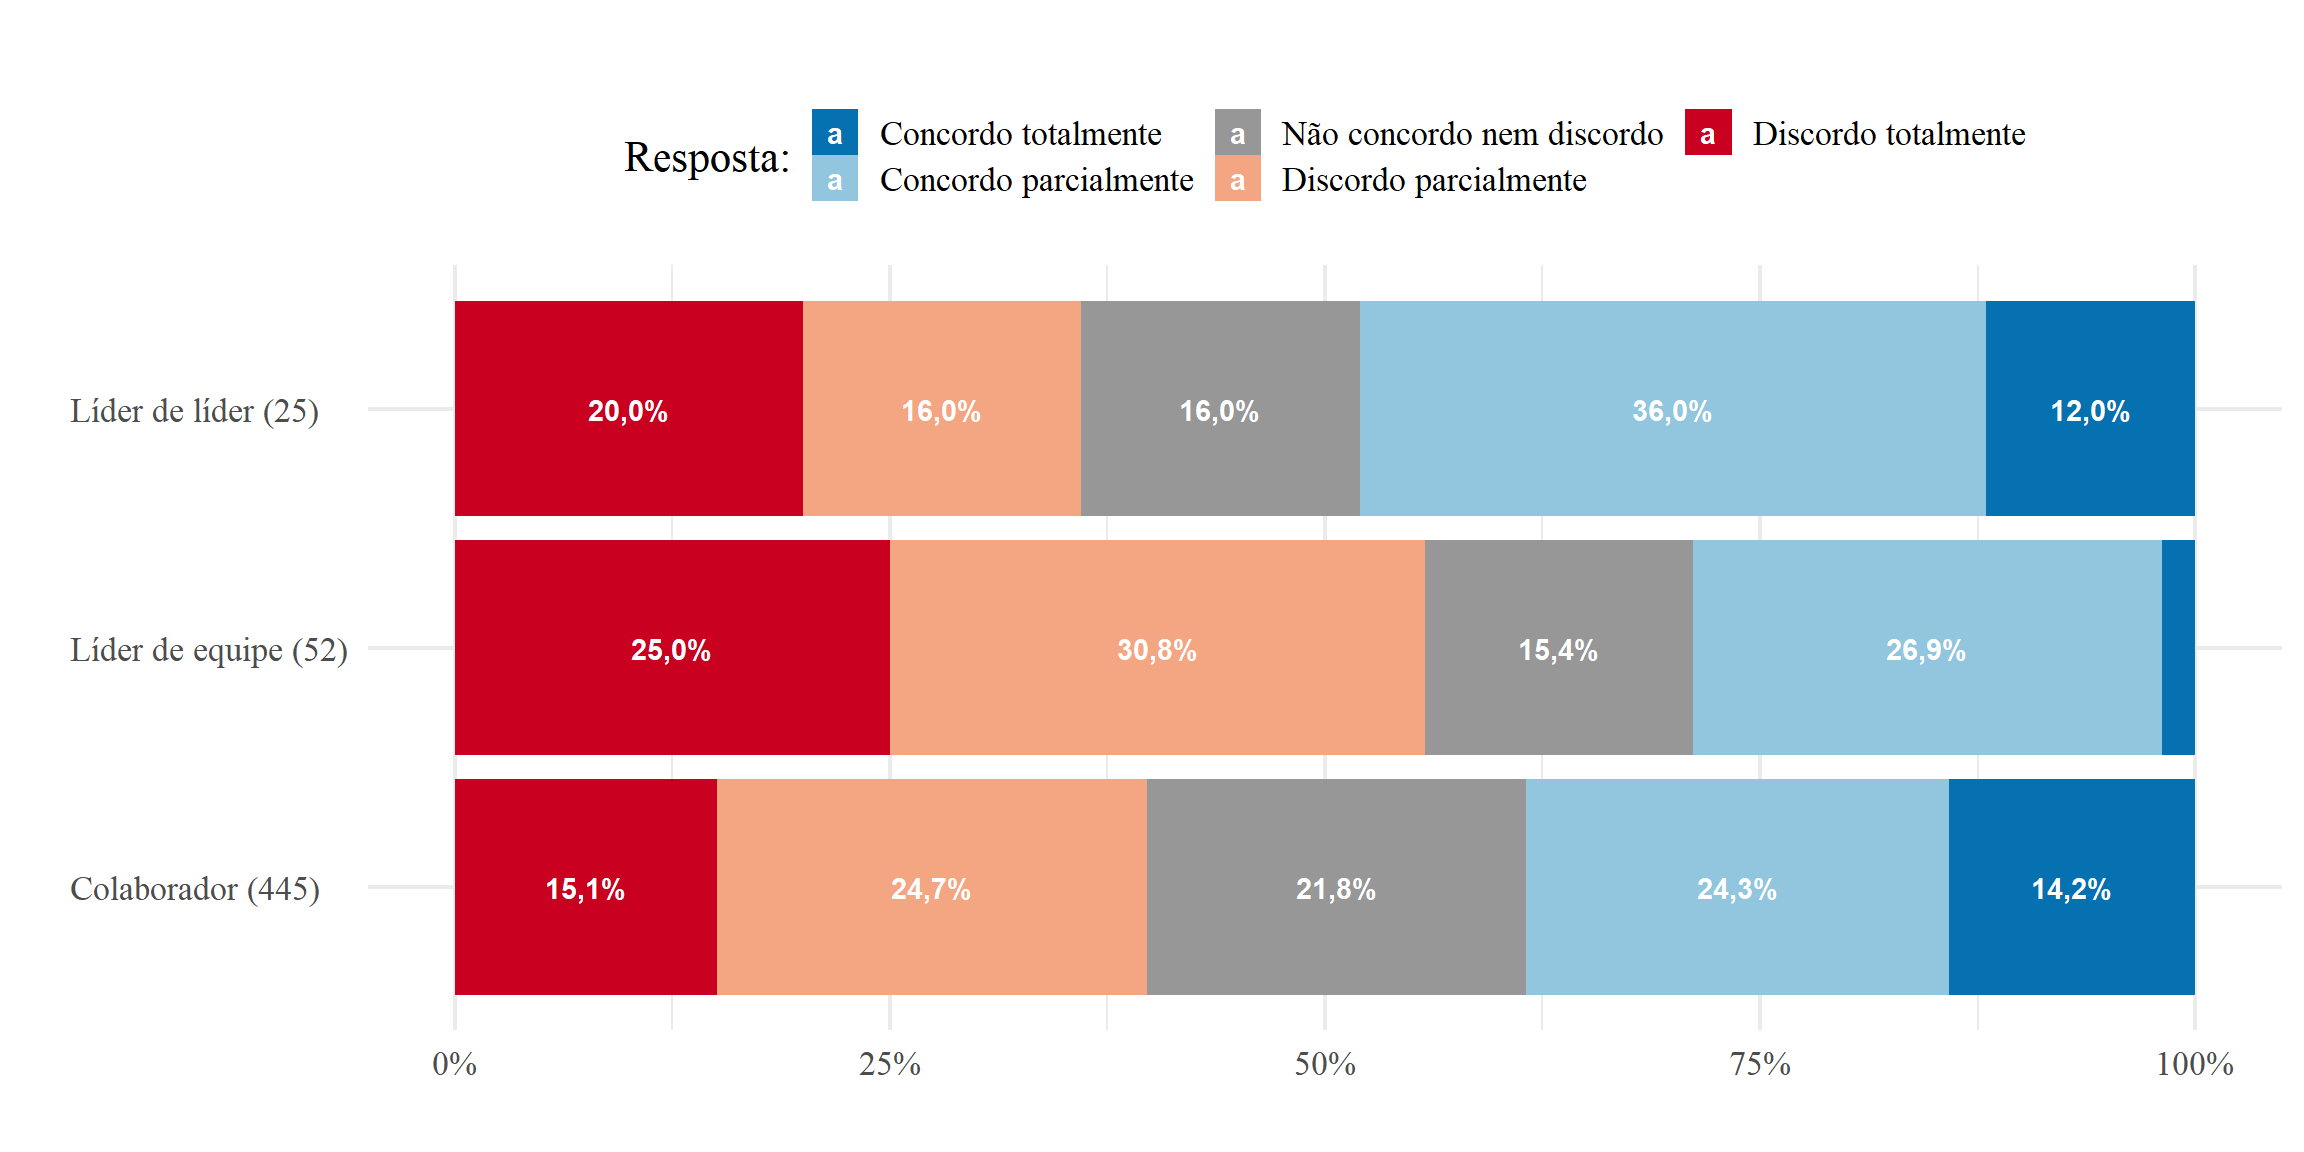 Resposta:
a Concordo totalmente a Não concordo nem discordo a Discordo totalmente
a Concordo parcialmente a Discordo parcialmente
Líder de líder (25) 20,0% 16,0% 16,0% 36,0% 12,0%
Líder de equipe (52) 25,0% 30,8% 15,4% 26,9%
Colaborador (445) 15,1% 24,7% 21,8% 24,3% 14,2%
0% 25% 50% 75% 100%